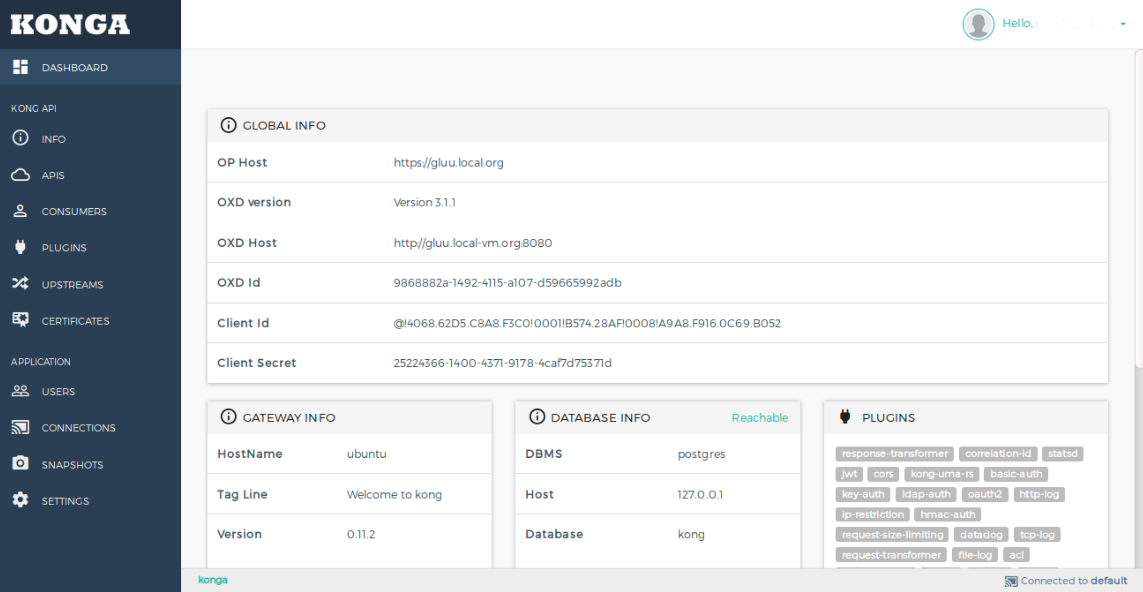 KONGA
Hello,
DASHBOARD
KONG API
INFO
APIS
CONSUMERS
PLUGINS
UPSTREAMS
CERTIFICATES
APPLICATION
USERS
CONNECTIONS
SNAPSHOTS
SETTINGS
GLOBAL INFO
OP Host https://gluu.local.org
OXD version Version 3.1.1
OXD Host http://gluu.local-vm.org:8080
OXD Id 9868882a-1492-4115-a107-d59665992adb
Client Id @!4068.62D5.C8A8.F3C0!0001!B574.28AF!0008!A9A8.F916.0C69.B052
Client Secret 25224366-1400-4371-9178-4caf7d75371d
GATEWAY INFO
HostName ubuntu
Tag Line Welcome to kong
Version 0.11.2
DATABASE INFO Reachable
DBMS postgres
Host 127.0.0.1
Database kong
PLUGINS
response-transformer correlation-id statsd
jwt cors kong-uma-rs basic-auth
key-auth ldap-auth oauth2 http-log
ip-restriction hmac-auth
request-size-limiting datadog tcp-log
request-transformer file-log acl
konga
Connected to default